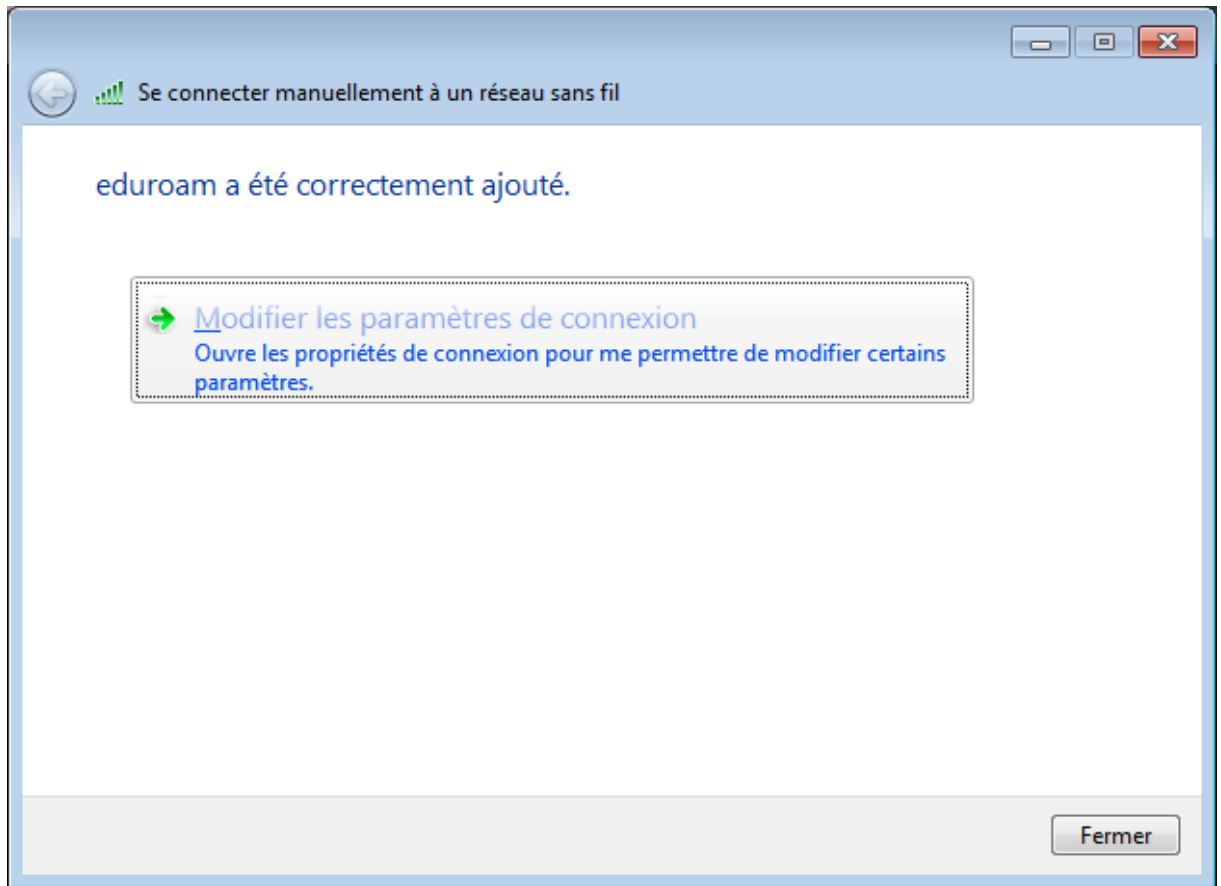 Se connecter manuellement à un réseau sans fil
eduroam a été correctement ajouté.
Modifier les paramètres de connexion
Ouvre les propriétés de connexion pour me permettre de modifier certains
paramètres.
Fermer